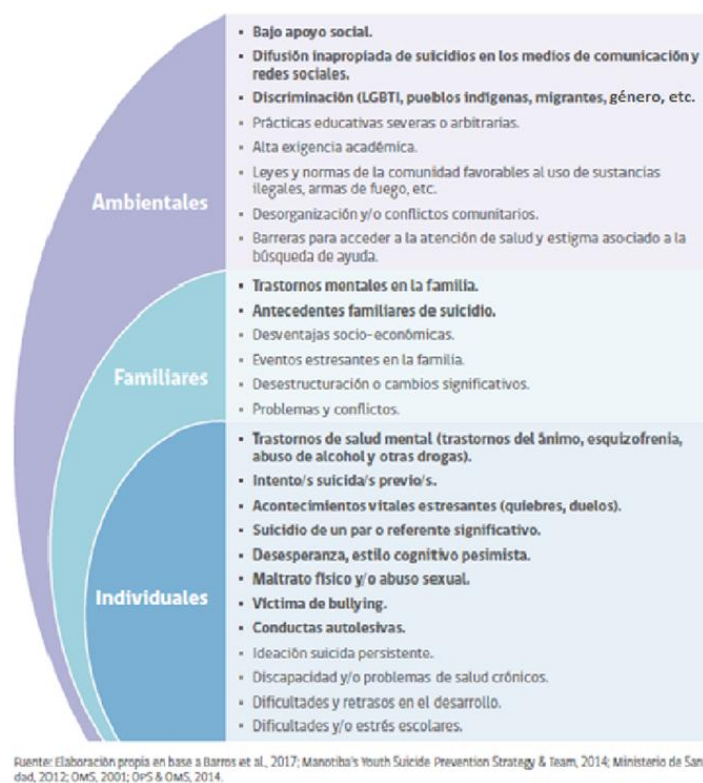 Ambientales
▪ Bajo apoyo social.
▪ Difusión inapropiada de suicidios en los medios de comunicación y
redes sociales.
▪ Discriminación (LGBTI, pueblos indígenas, migrantes, género, etc.
▪ Prácticas educativas severas o arbitrarias.
▪ Alta exigencia académica.
▪ Leyes y normas de la comunidad favorables al uso de sustancias
ilegales, armas de fuego, etc.
▪ Desorganización y/o conflictos comunitarios.
▪ Barreras para acceder a la atención de salud y estigma asociado a la
búsqueda de ayuda.
Familiares
▪ Trastornos mentales en la familia.
▪ Antecedentes familiares de suicidio.
▪ Desventajas socio-económicas.
▪ Eventos estresantes en la familia.
▪ Desestructuración o cambios significativos.
▪ Problemas y conflictos.
Individuales
▪ Trastornos de salud mental (trastornos del ánimo, esquizofrenia,
abuso de alcohol y otras drogas).
▪ Intento/s suicida/s previo/s.
▪ Acontecimientos vitales estresantes (quiebres, duelos).
▪ Suicidio de un par o referente significativo.
▪ Desesperanza, estilo cognitivo pesimista.
▪ Maltrato físico y/o abuso sexual.
▪ Víctima de bullying.
▪ Conductas autolesivas.
▪ Ideación suicida persistente.
▪ Discapacidad y/o problemas de salud crónicos.
▪ Dificultades y retrasos en el desarrollo.
▪ Dificultades y/o estrés escolares.
Fuente: Elaboración propia en base a Barros et al., 2017; Manotiba's Youth Suicide Prevention Strategy & Team, 2014; Ministerio de San
dad, 2012; OMS, 2001; OPS & OMS, 2014.